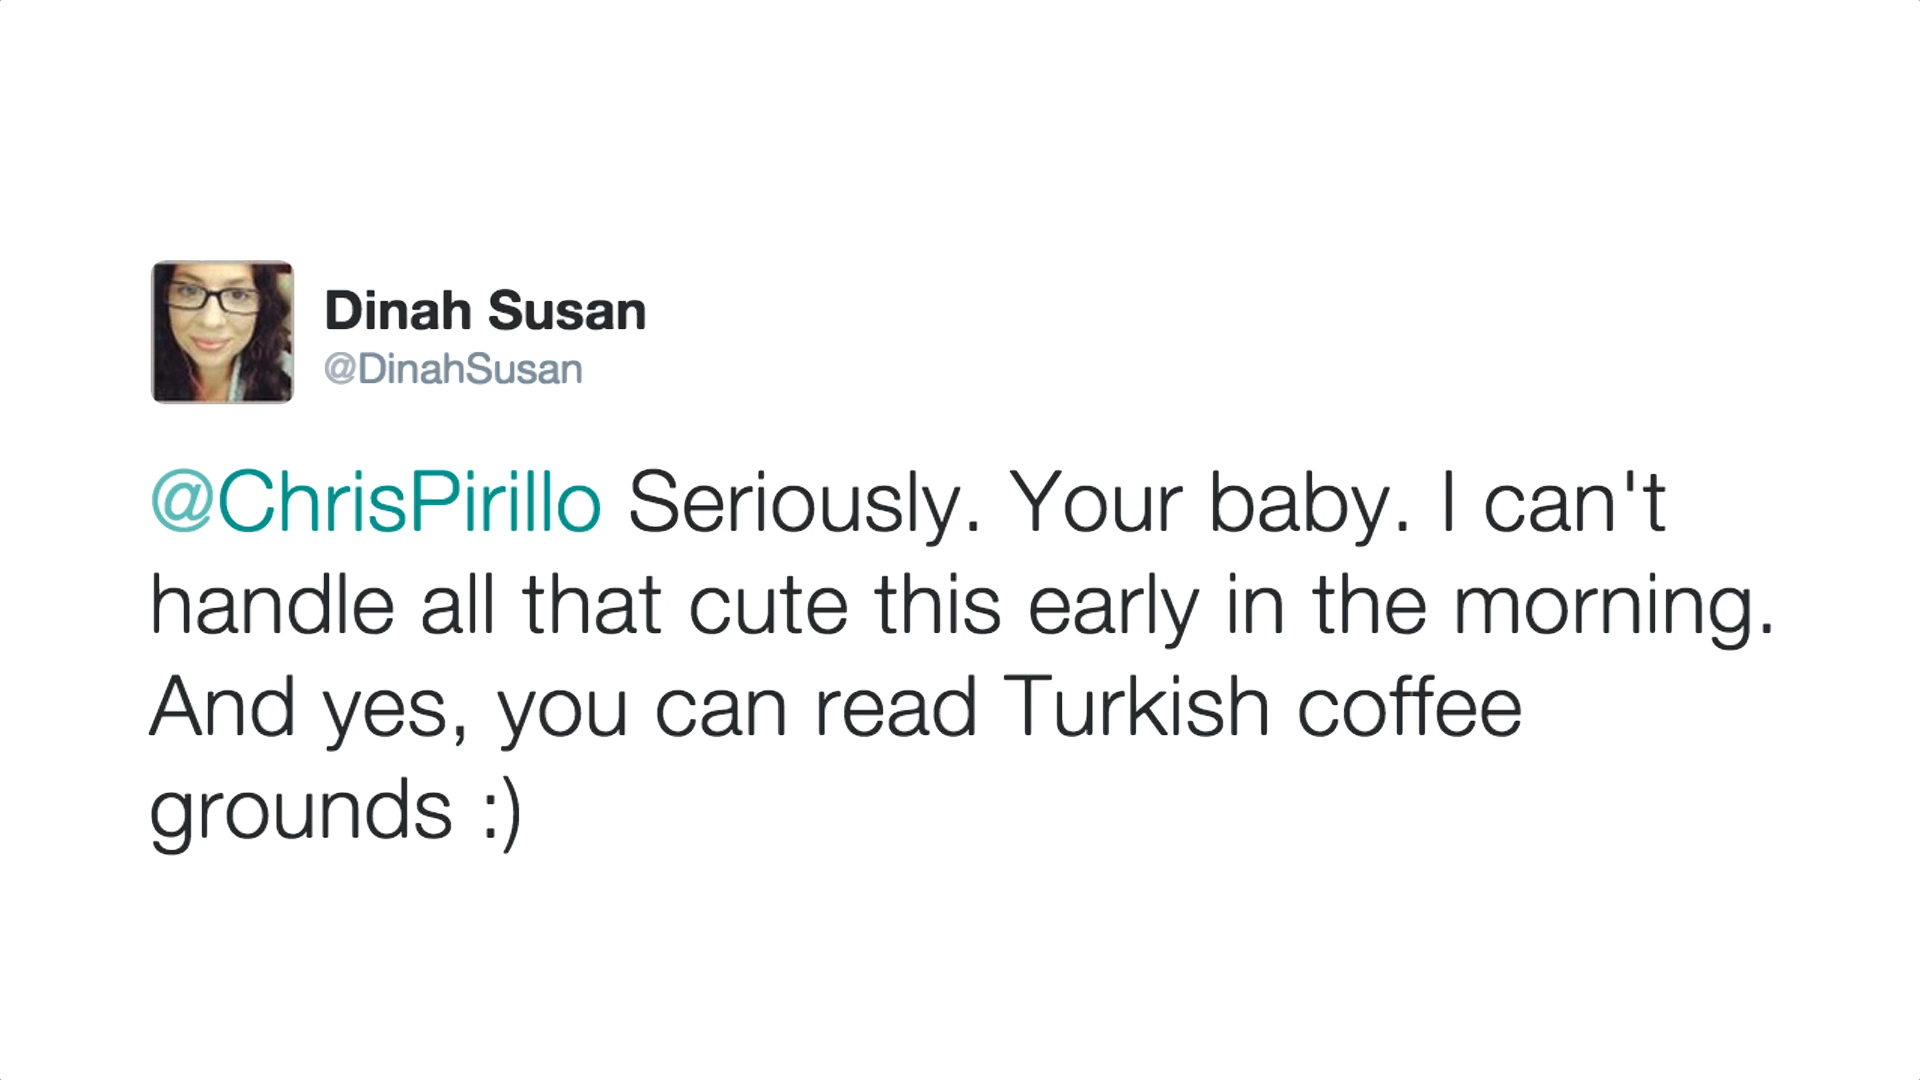 Dinah Susan
@DinahSusan
@ChrisPirillo Seriously. Your baby. I can't
handle all that cute this early in the morning.
And yes, you can read Turkish coffee
grounds :)